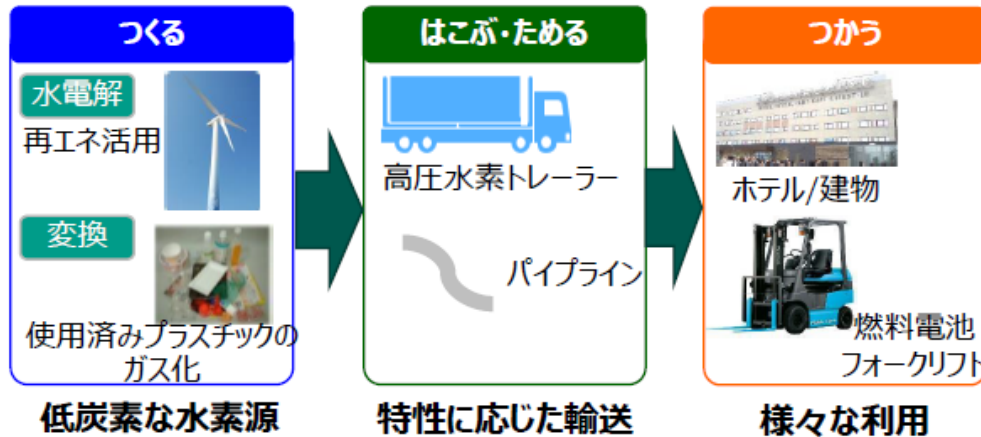 つくる
水電解
再エネ活用
変換
使用済みプラスチックの
ガス化
低炭素な水素源
はこぶ・ためる
高圧水素トレーラー
パイプライン
特性に応じた輸送
つかう
ホテル/建物
燃料電池
フォークリフト
様々な利用